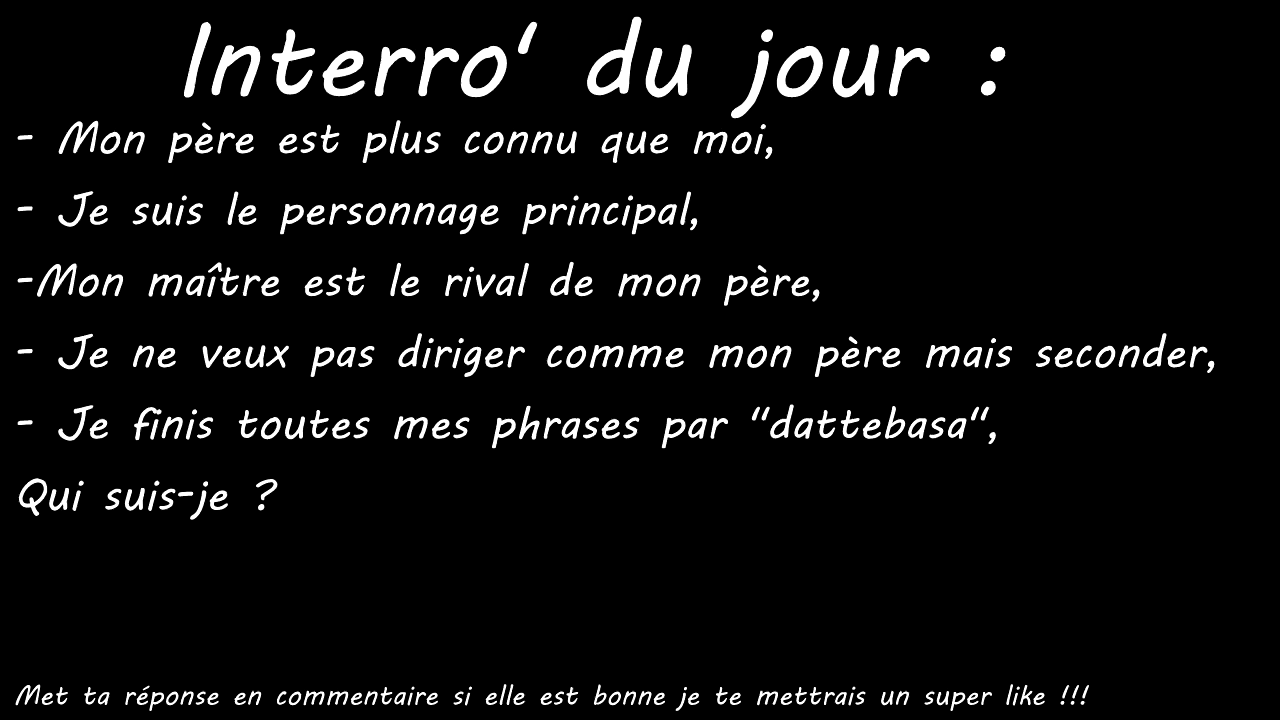 Interro' du jour :
- Mon père est plus connu que moi,
- Je suis le personnage principal,
-Mon maître est le rival de mon père,
- Je ne veux pas diriger comme mon père mais seconder,
- Je finis toutes mes phrases par "dattebasa",
Qui suis-je ?
Met ta réponse en commentaire si elle est bonne je te mettrais un super like !!!